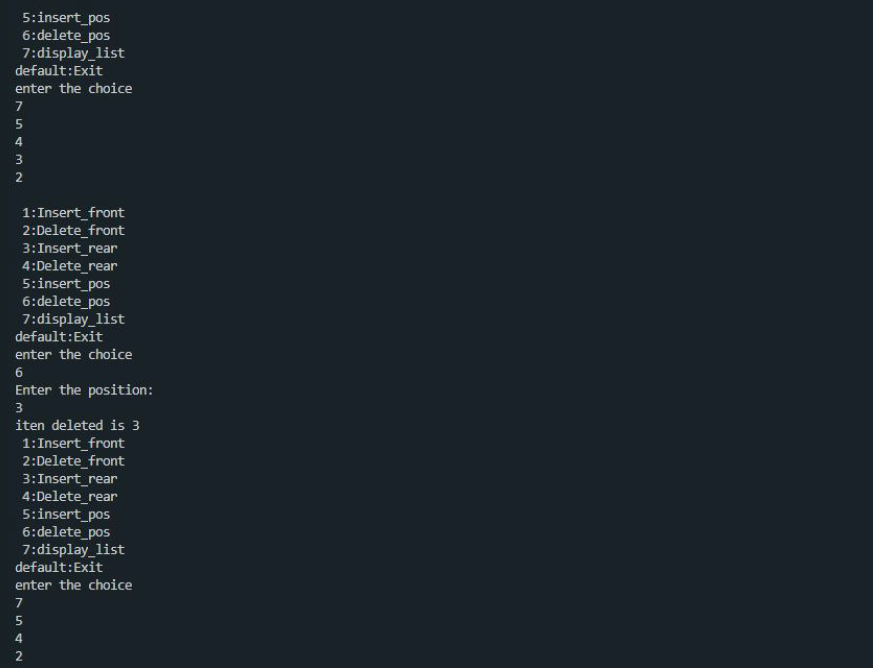 5:insert_pos
6:delete_pos
7:display_list
default:Exit
enter the choice
7
5
4
3
2
1:Insert_front
2:Delete_front
3:Insert_rear
4:Delete_rear
5:insert_pos
6:delete_pos
7:display_list
default:Exit
enter the choice
6
Enter the position:
3
iten deleted is 3
1:Insert_front
2:Delete_front
3:Insert_rear
4:Delete_rear
5:insert_pos
6:delete_pos
7:display_list
default:Exit
enter the choice
7
5
4
2